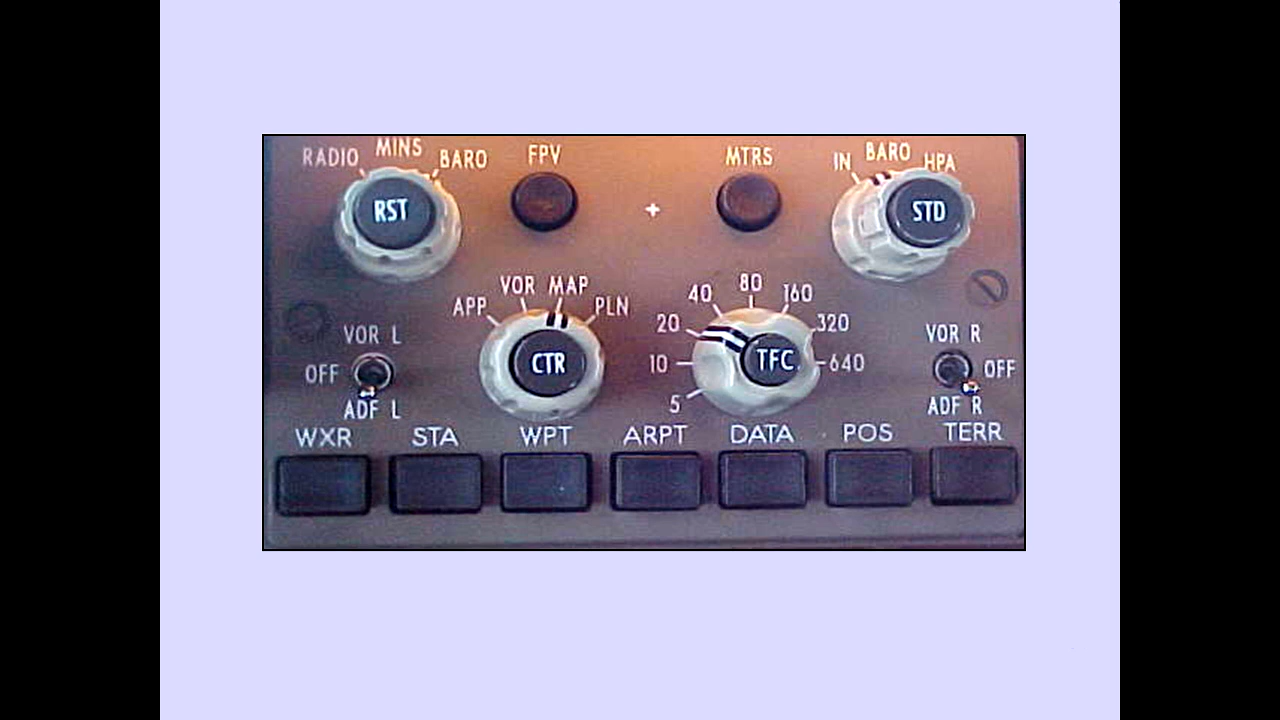 RADIO MINS BARO FPV MTRS IN BARO HPA
RST STD
APP VOR MAP PLN 5 10 20 40 80 160 320 640
CTR TFC
VOR L
OFF
ADF L
VOR R
OFF
ADF R
WXR STA WPT ARPT DATA POS TERR